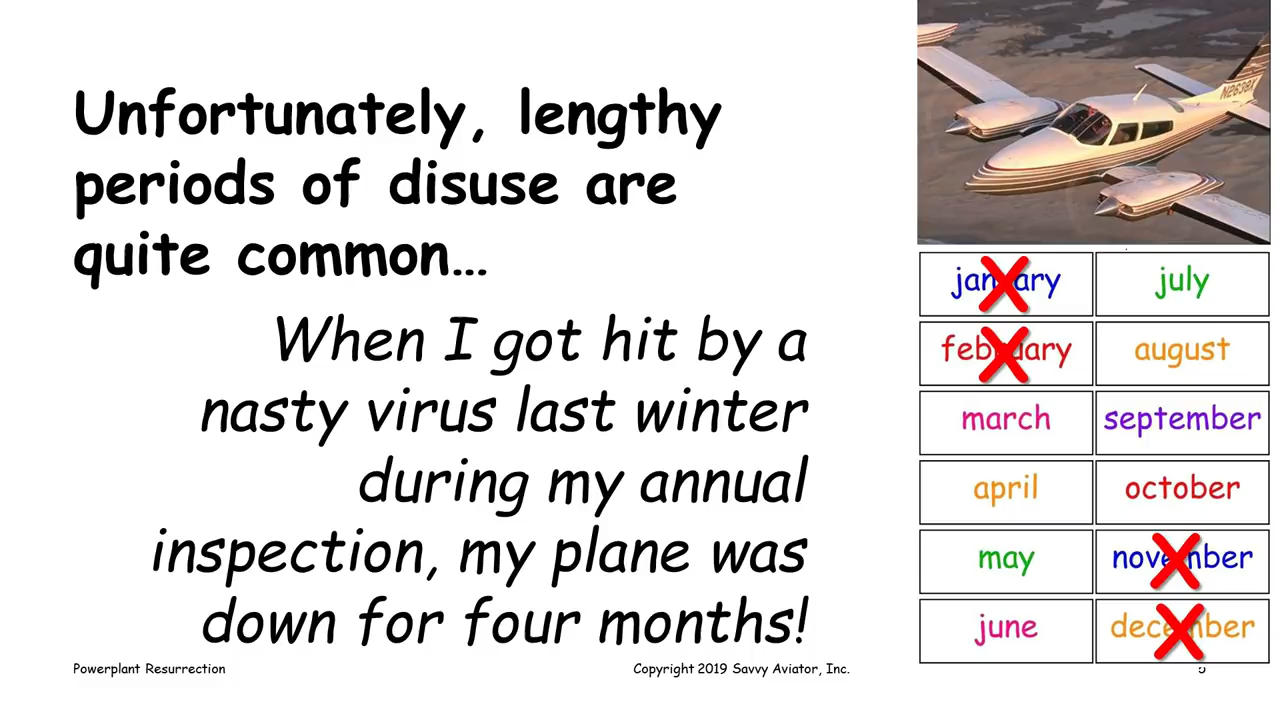 Unfortunately, lengthy
periods of disuse are
quite common...
When I got hit by a
nasty virus last winter
during my annual
inspection, my plane was
down for four months!
january
july
february
august
march
september
april
october
may
november
june
december
Powerplant Resurrection
Copyright 2019 Savvy Aviator, Inc.